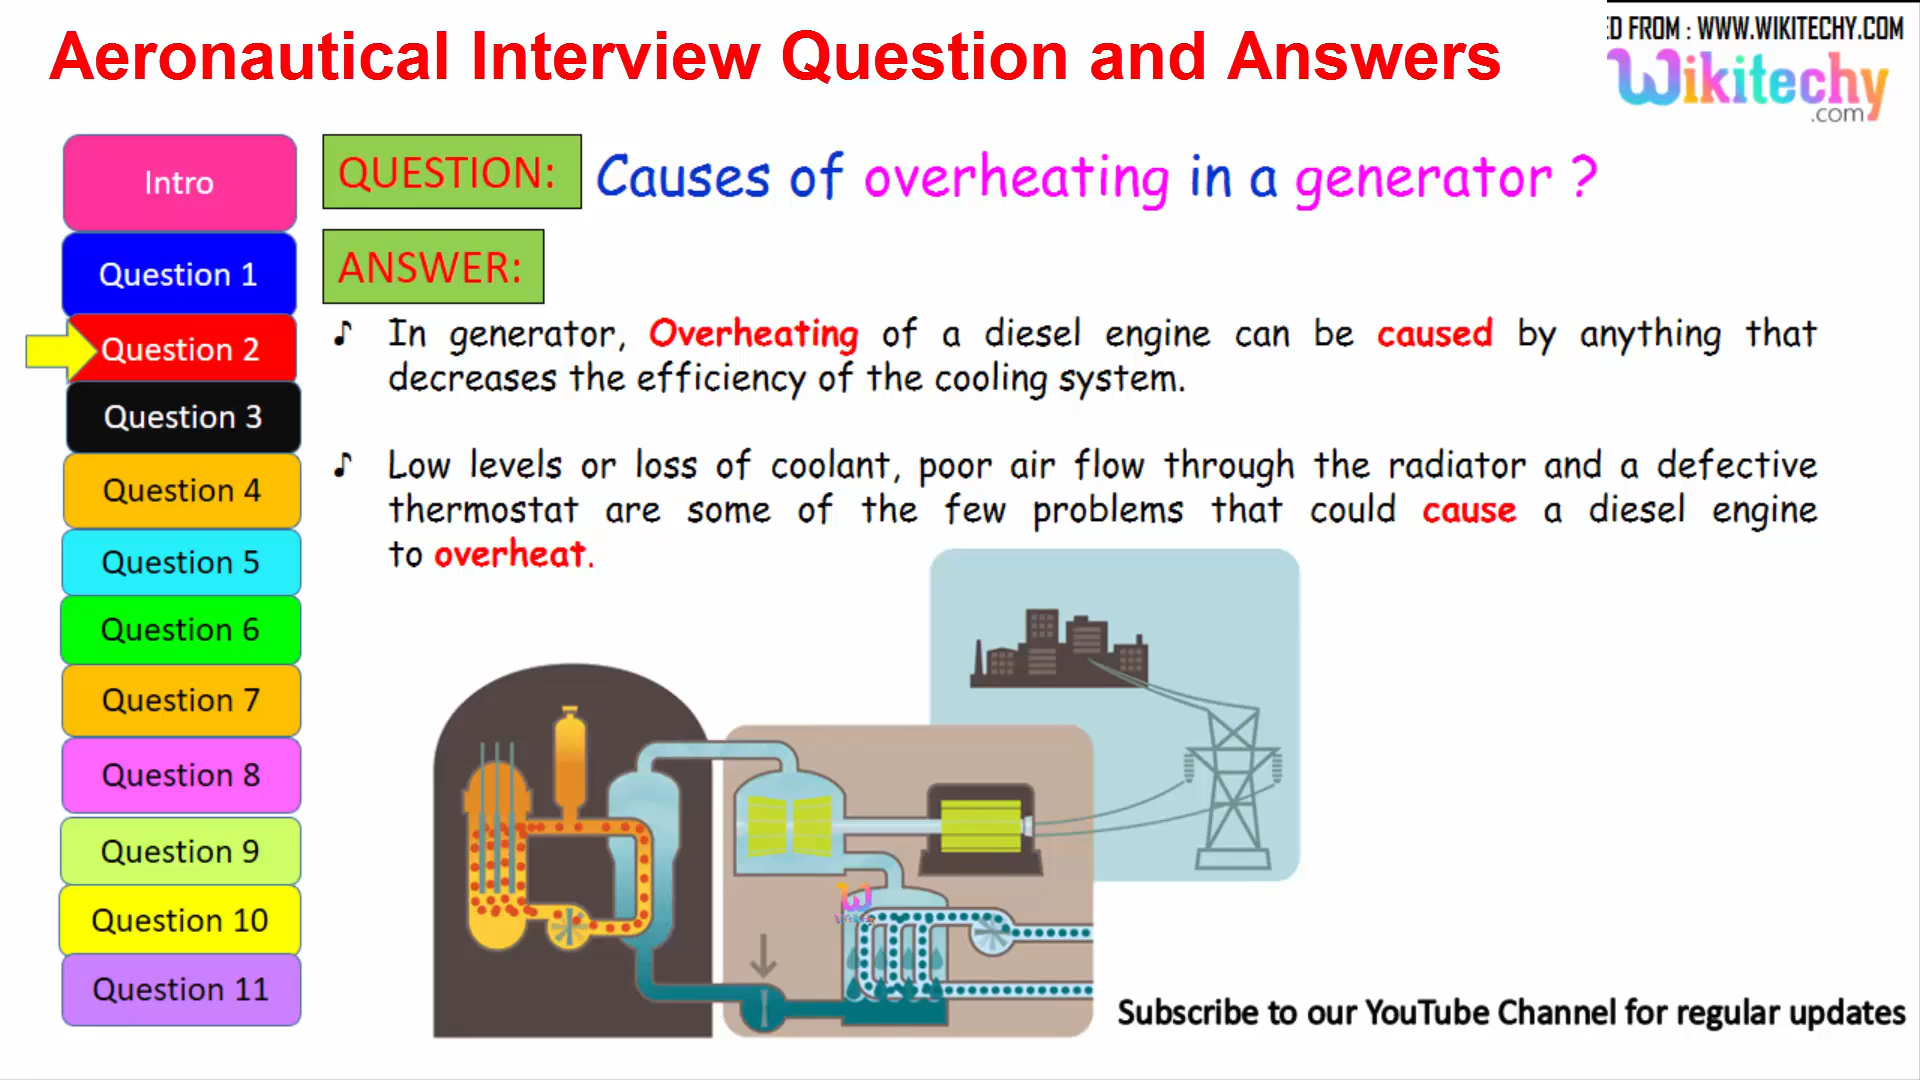 Aeronautical Interview Question and Answers
ED FROM : WWW.WIKITECHY.COM
Wikitechy
.com
Intro
Question 1
Question 2
Question 3
Question 4
Question 5
Question 6
Question 7
Question 8
Question 9
Question 10
Question 11
QUESTION: Causes of overheating in a generator ?
ANSWER:
♪ In generator, Overheating of a diesel engine can be caused by anything that
decreases the efficiency of the cooling system.
♪ Low levels or loss of coolant, poor air flow through the radiator and a defective
thermostat are some of the few problems that could cause a diesel engine
to overheat.
Subscribe to our YouTube Channel for regular updates